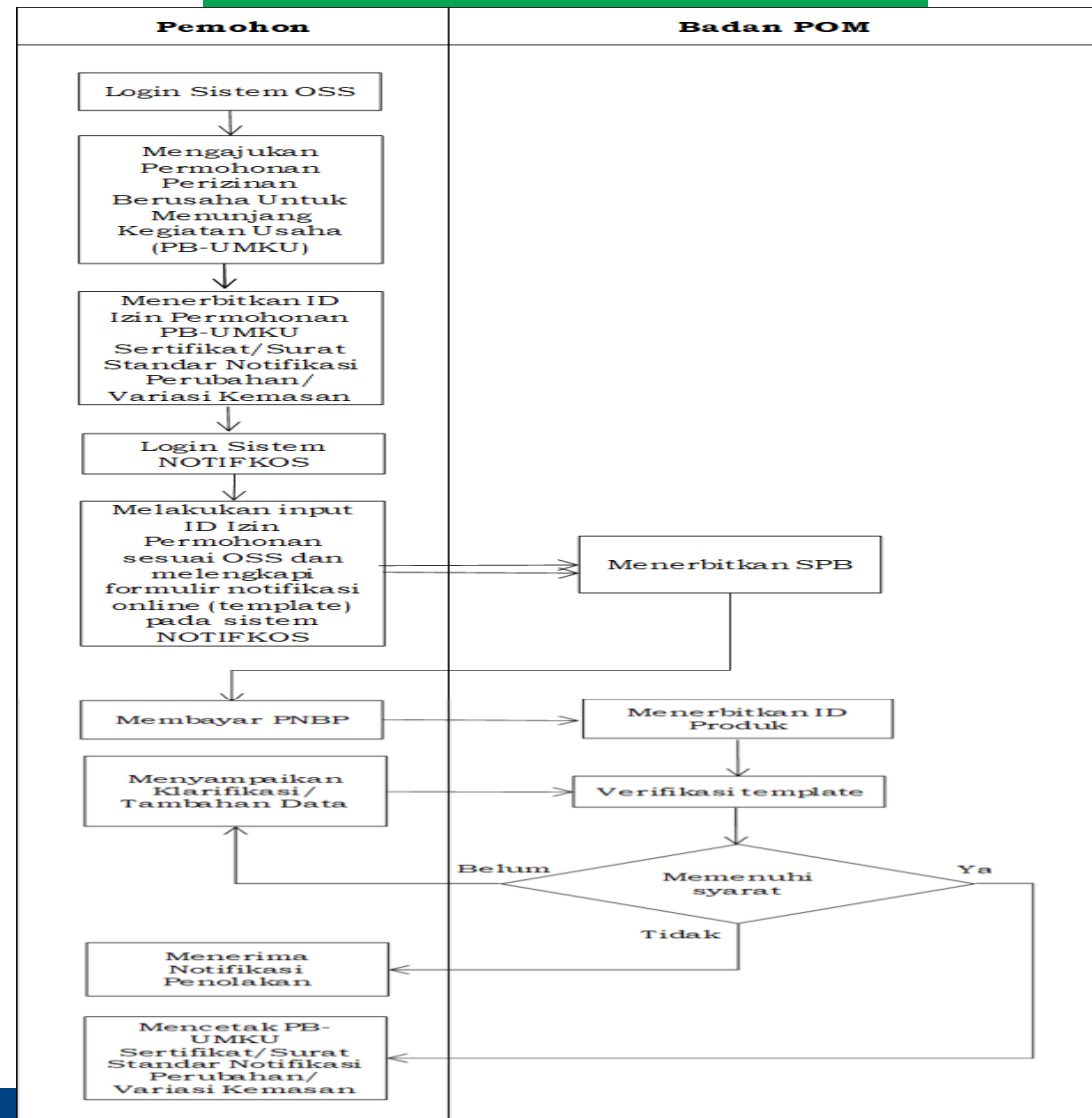 Pemohon
Badan POM
Login Sistem OSS
Mengajukan
Permohonan
Perizinan
Berusaha Untuk
Menunjang
Kegiatan Usaha
(PB-UMKU)
Menerbitkan ID
Izin Permohonan
PB-UMKU
Sertifikat/Surat
Standar Notifikasi
Perubahan/
Variasi Kemasan
Login Sistem
NOTIFKOS
Melakukan input
ID Izin
Permohonan
sesuai OSS dan
melengkapi
formulir notifikasi
online (template)
pada sistem
NOTIFKOS
Menerbitkan SPB
Membayar PNBP
Menerbitkan ID
Produk
Menyampaikan
Klarifikasi/
Tambahan Data
Verifikasi template
Belum
Memenuhi
syarat
Ya
Tidak
Menerima
Notifikasi
Penolakan
Mencetak PB-
UMKU
Sertifikat/Surat
Standar Notifikasi
Perubahan/
Variasi Kemasan